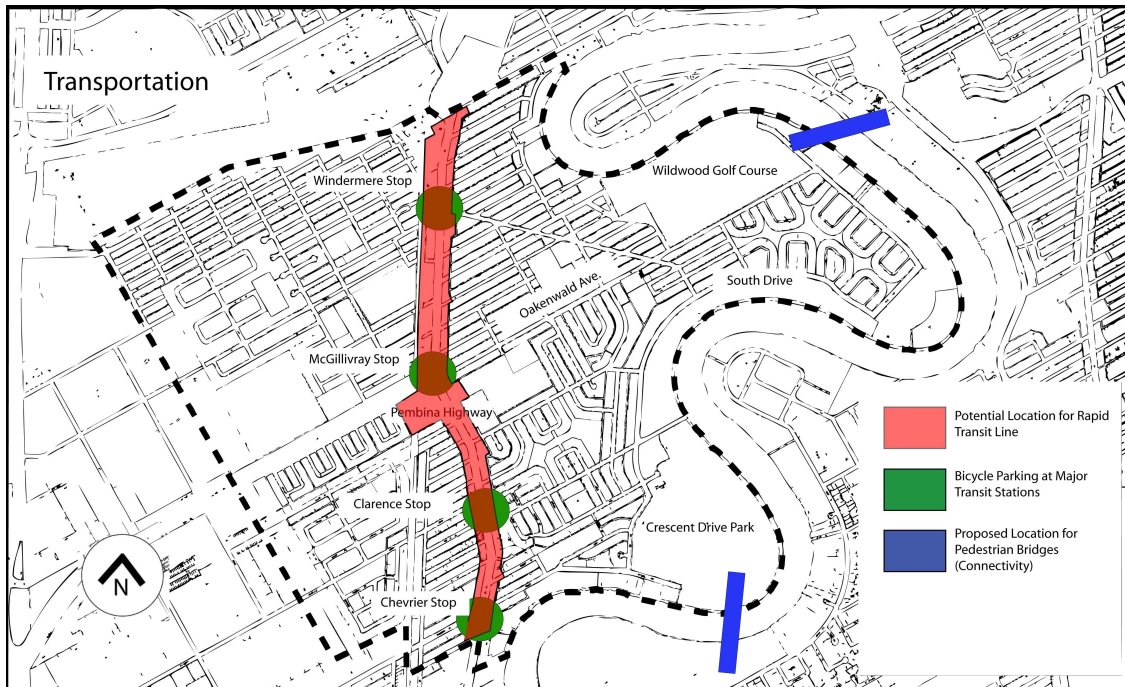 Transportation
Windermere Stop
Wildwood Golf Course
Oakenwald Ave.
South Drive
McGillivray Stop
Pembina Highway
Clarence Stop
Crescent Drive Park
Chevrier Stop
N
Potential Location for Rapid
Transit Line
Bicycle Parking at Major
Transit Stations
Proposed Location for
Pedestrian Bridges
(Connectivity)